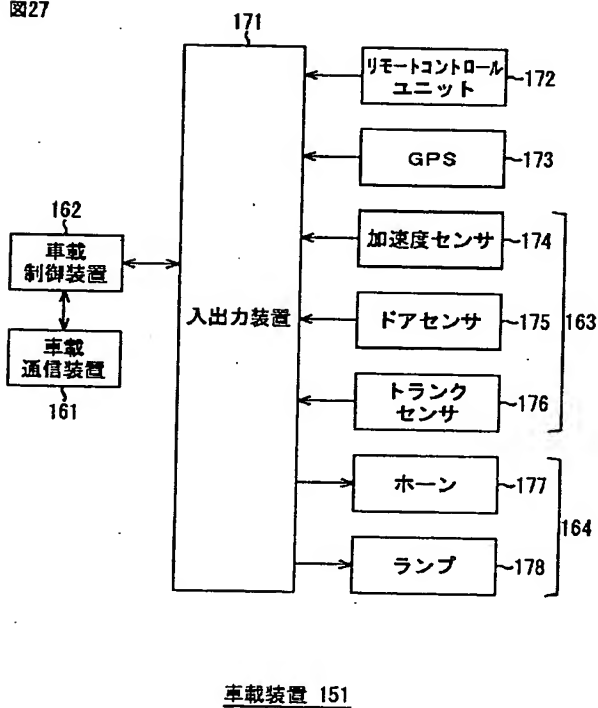 図27
171
リモートコントロール
ユニット
172
GPS
173
162
車載
制御装置
加速度センサ
174
入出力装置
ドアセンサ
175
163
車載
通信装置
161
トランク
センサ
176
ホーン
177
164
ランプ
178
車載装置 151